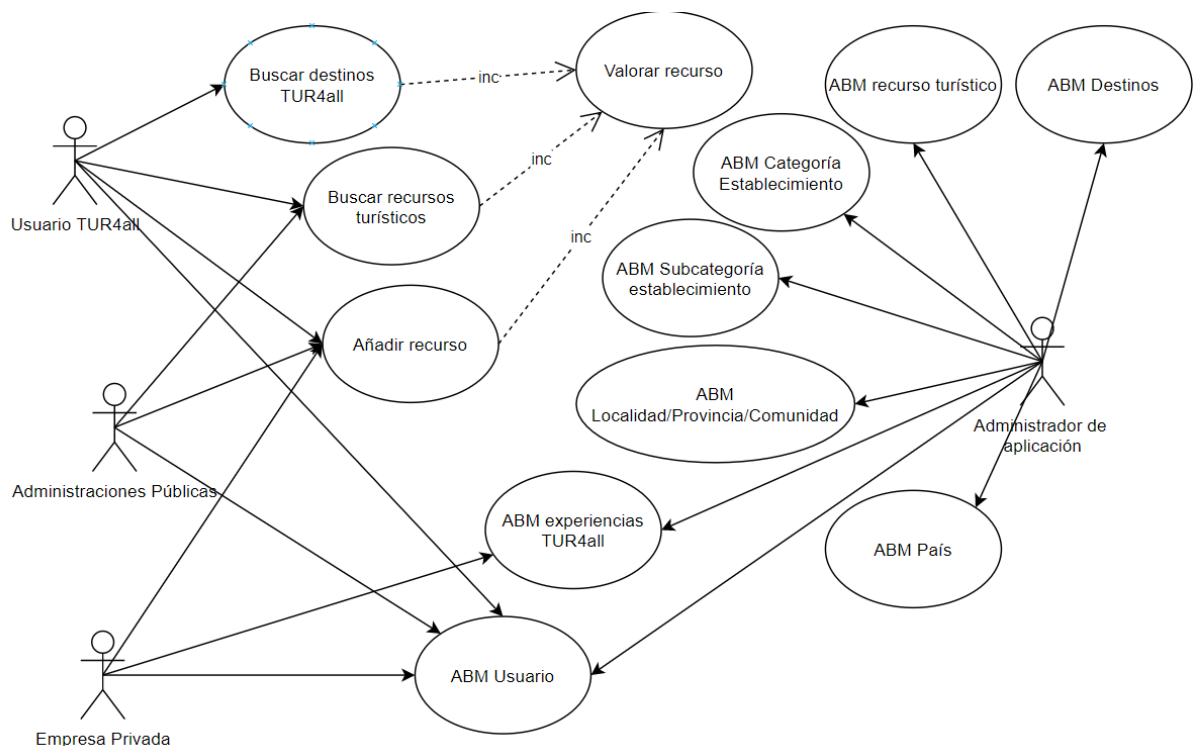 Buscar destinos
TUR4all
inc
Valorar recurso
ABM recurso turístico
ABM Destinos
inc
ABM Categoría
Establecimiento
Usuario TUR4all
Buscar recursos
turísticos
inc
ABM Subcategoría
establecimiento
Añadir recurso
ABM
Localidad/Provincia/Comunidad
Administrador de
aplicación
Administraciones Públicas
ABM experiencias
TUR4all
ABM País
ABM Usuario
Empresa Privada